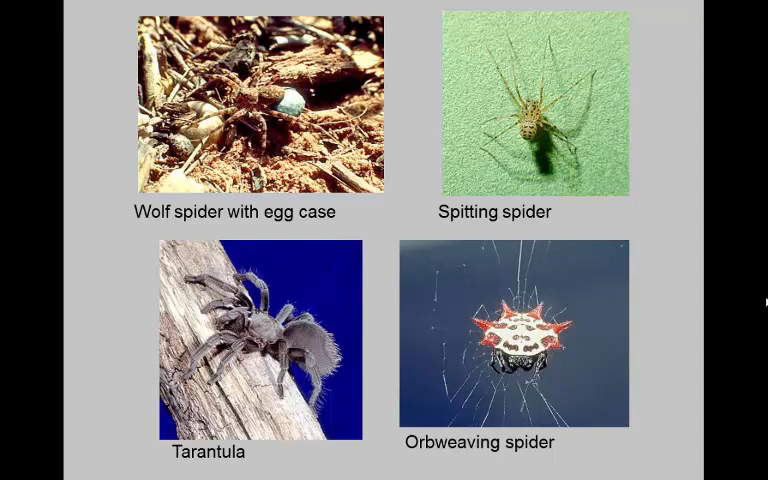 Wolf spider with egg case
Spitting spider
Tarantula
Orbweaving spider